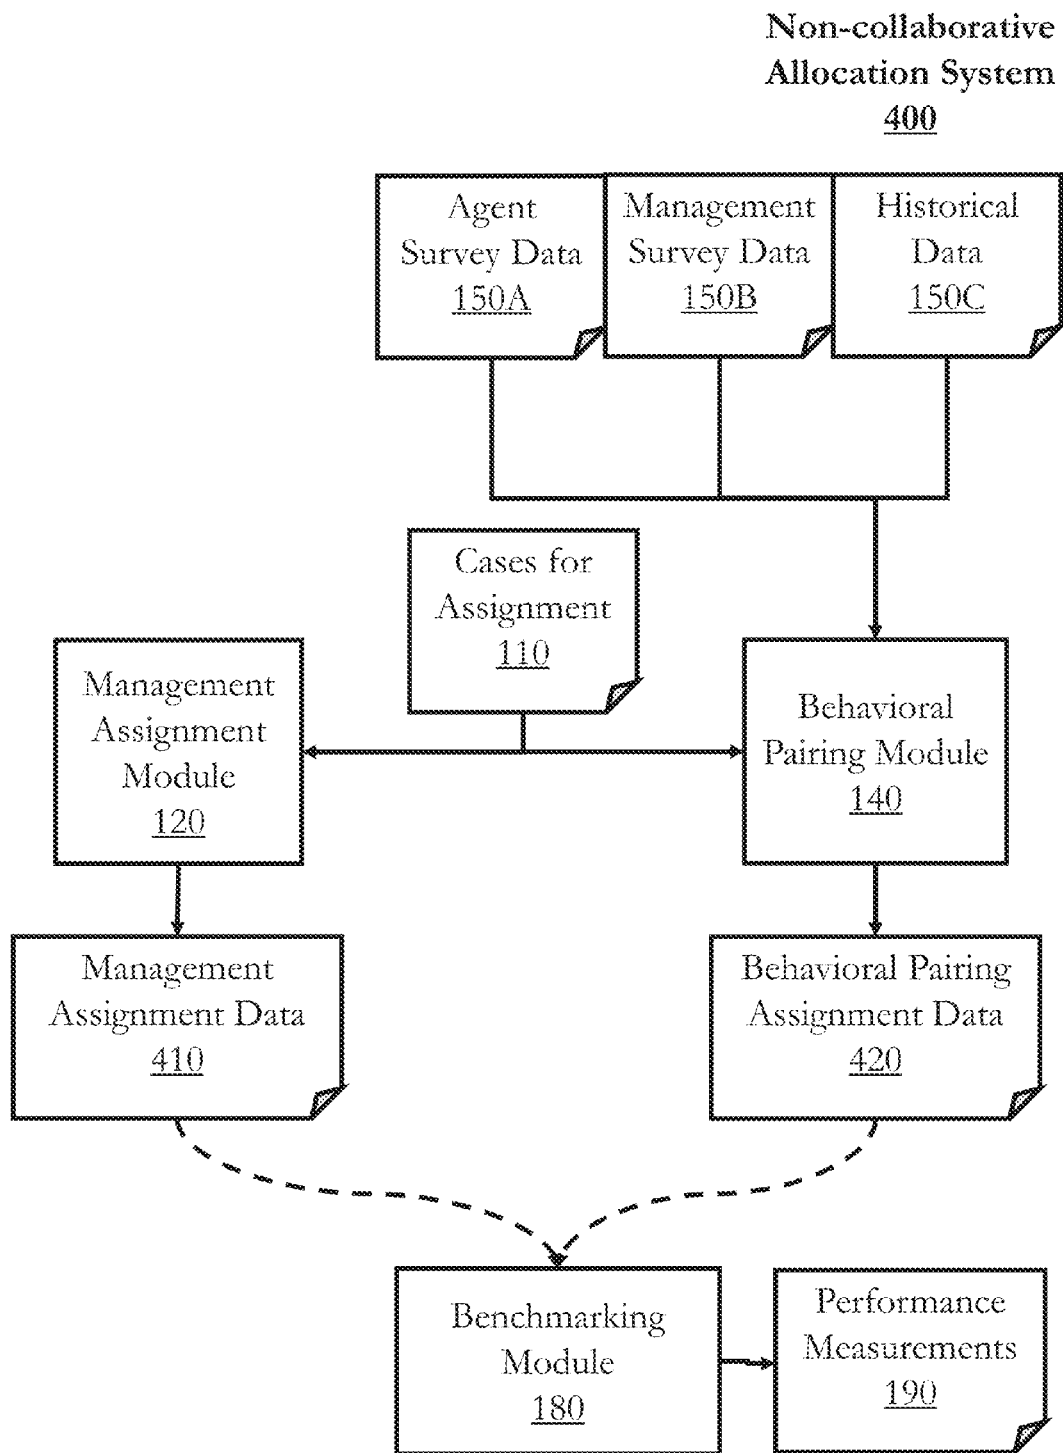 Non-collaborative
Allocation System
400
Agent
Survey Data
150A
Management
Survey Data
150B
Historical
Data
150C
Cases for
Assignment
110
Management
Assignment
Module
120
Behavioral
Pairing Module
140
Management
Assignment Data
410
Behavioral Pairing
Assignment Data
420
Benchmarking
Module
180
Performance
Measurements
190